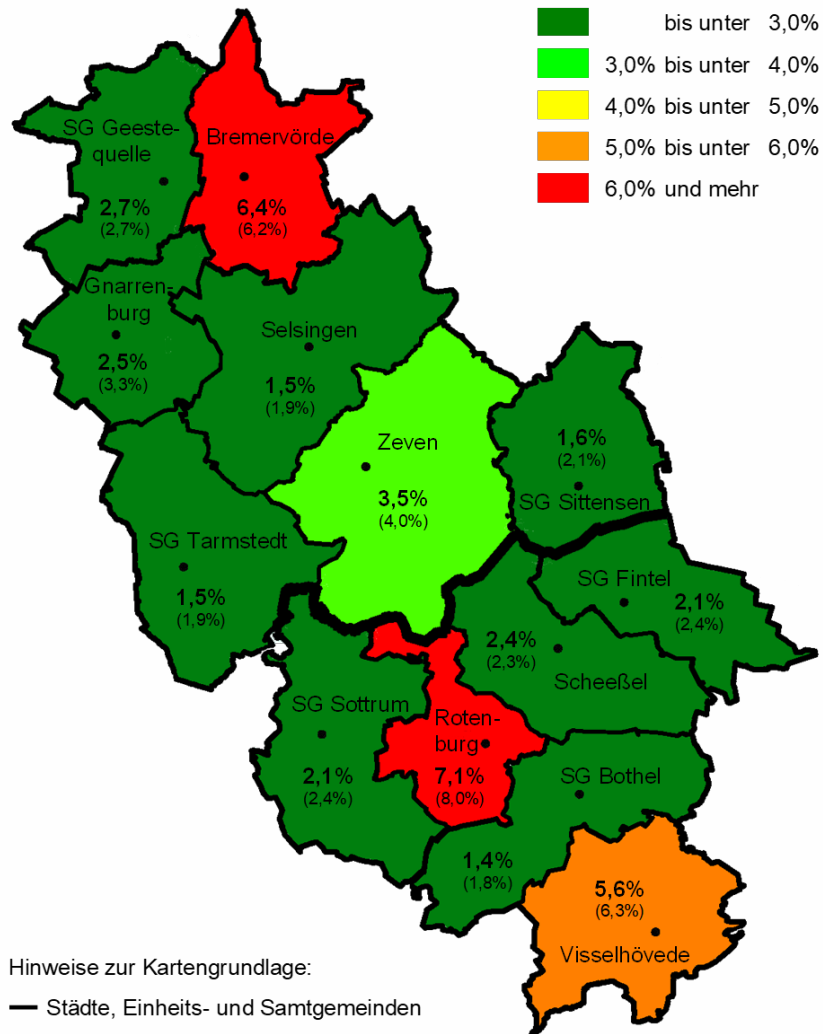 bis unter 3,0%
3,0% bis unter 4,0%
4,0% bis unter 5,0%
5,0% bis unter 6,0%
6,0% und mehr
SG Geeste-
quelle
2,7%
(2,7%)
Bremervörde
6,4%
(6,2%)
Gnarren-
burg
2,5%
(3,3%)
Selsingen
1,5%
(1,9%)
Zeven
3,5%
(4,0%)
1,6%
(2,1%)
SG Sittensen
SG Tarmstedt
1,5%
(1,9%)
SG Fintel
2,1%
(2,4%)
2,4%
(2,3%)
Scheeßel
SG Sottrum
2,1%
(2,4%)
Roten-
burg
7,1%
(8,0%)
SG Bothel
1,4%
(1,8%)
5,6%
(6,3%)
Visselhövede
Hinweise zur Kartengrundlage:
Städte, Einheits- und Samtgemeinden